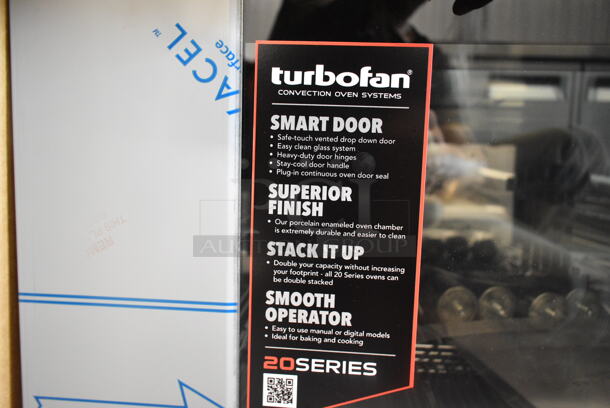 LACEL™
rface
turbofan®
CONVECTION OVEN SYSTEMS
SMART DOOR
• Safe-touch vented drop down door
• Easy clean glass system
• Heavy-duty door hinges
• Stay-cool door handle
• Plug-in continuous oven door seal
SUPERIOR
FINISH
• Our porcelain enameled oven chamber
is extremely durable and easier to clean
STACK IT UP
• Double your capacity without increasing
your footprint - all 20 Series ovens can
be double stacked
SMOOTH
OPERATOR
• Easy to use manual or digital models
• Ideal for baking and cooking
20SERIES